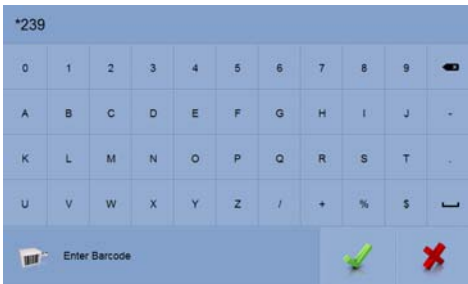 *239
0 1 2 3 4 5 6 7 8 9
A B C D E F G H I J -
K L M N O P Q R S T .
U V W X Y Z / + % $
Enter Barcode